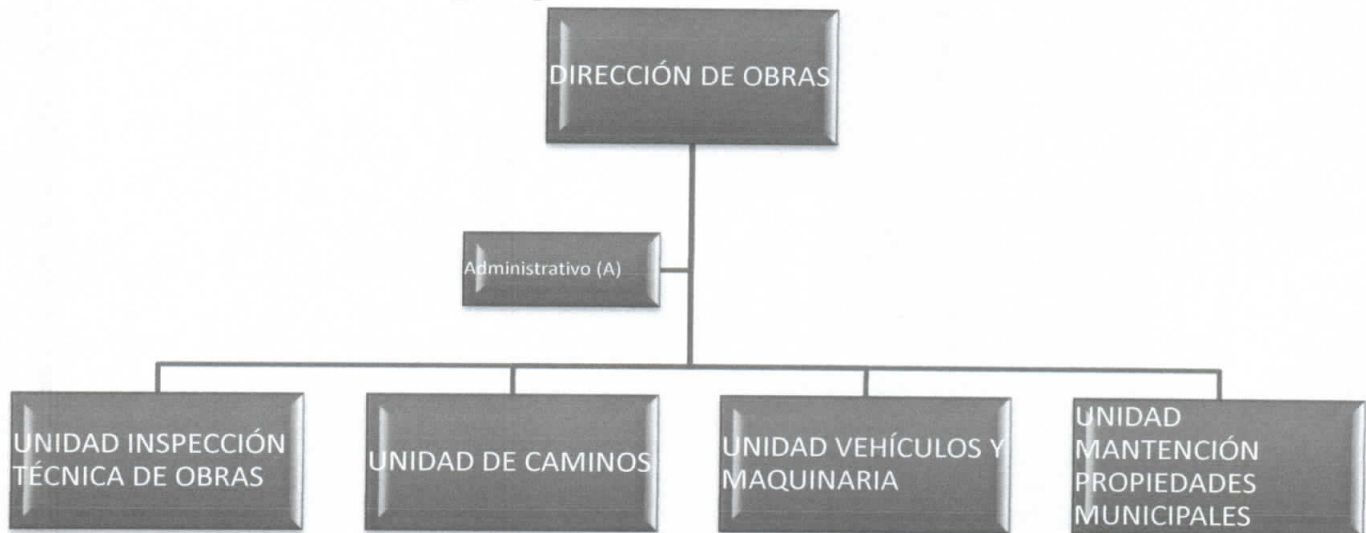 DIRECCIÓN DE OBRAS
Administrativo (A)
UNIDAD INSPECCIÓN
TÉCNICA DE OBRAS
UNIDAD DE CAMINOS
UNIDAD VEHÍCULOS Y
MAQUINARIA
UNIDAD
MANTENCIÓN
PROPIEDADES
MUNICIPALES